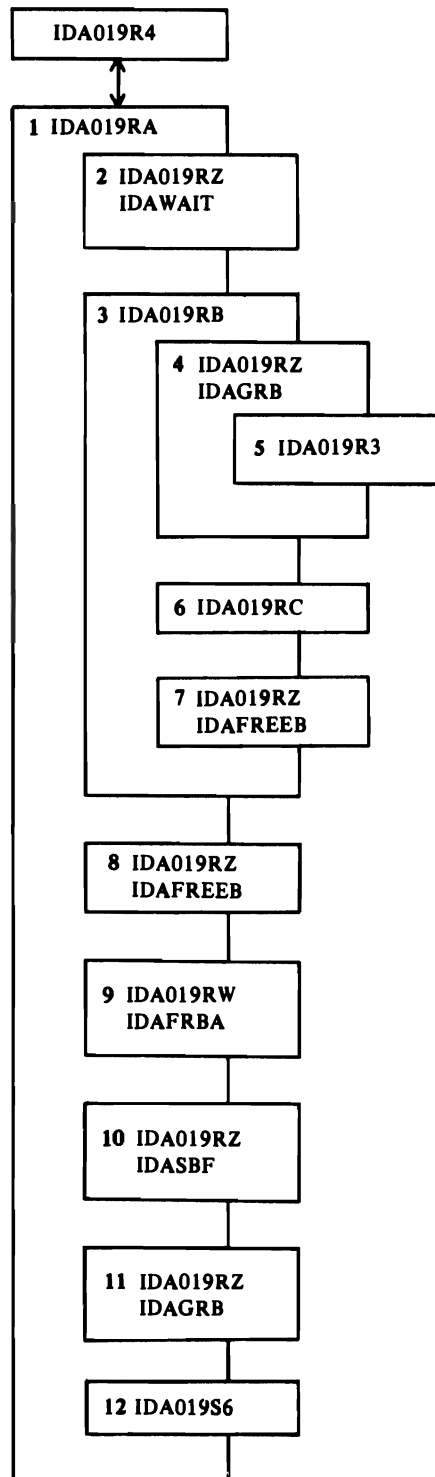 IDA019R4
1 IDA019RA
2 IDA019RZ
IDAWAIT
3 IDA019RB
4 IDA019RZ
IDAGRB
5 IDA019R3
6 IDA019RC
7 IDA019RZ
IDAFREEB
8 IDA019RZ
IDAFREEB
9 IDA019RW
IDAFRBA
10 IDA019RZ
IDASBF
11 IDA019RZ
IDAGRB
12 IDA019S6